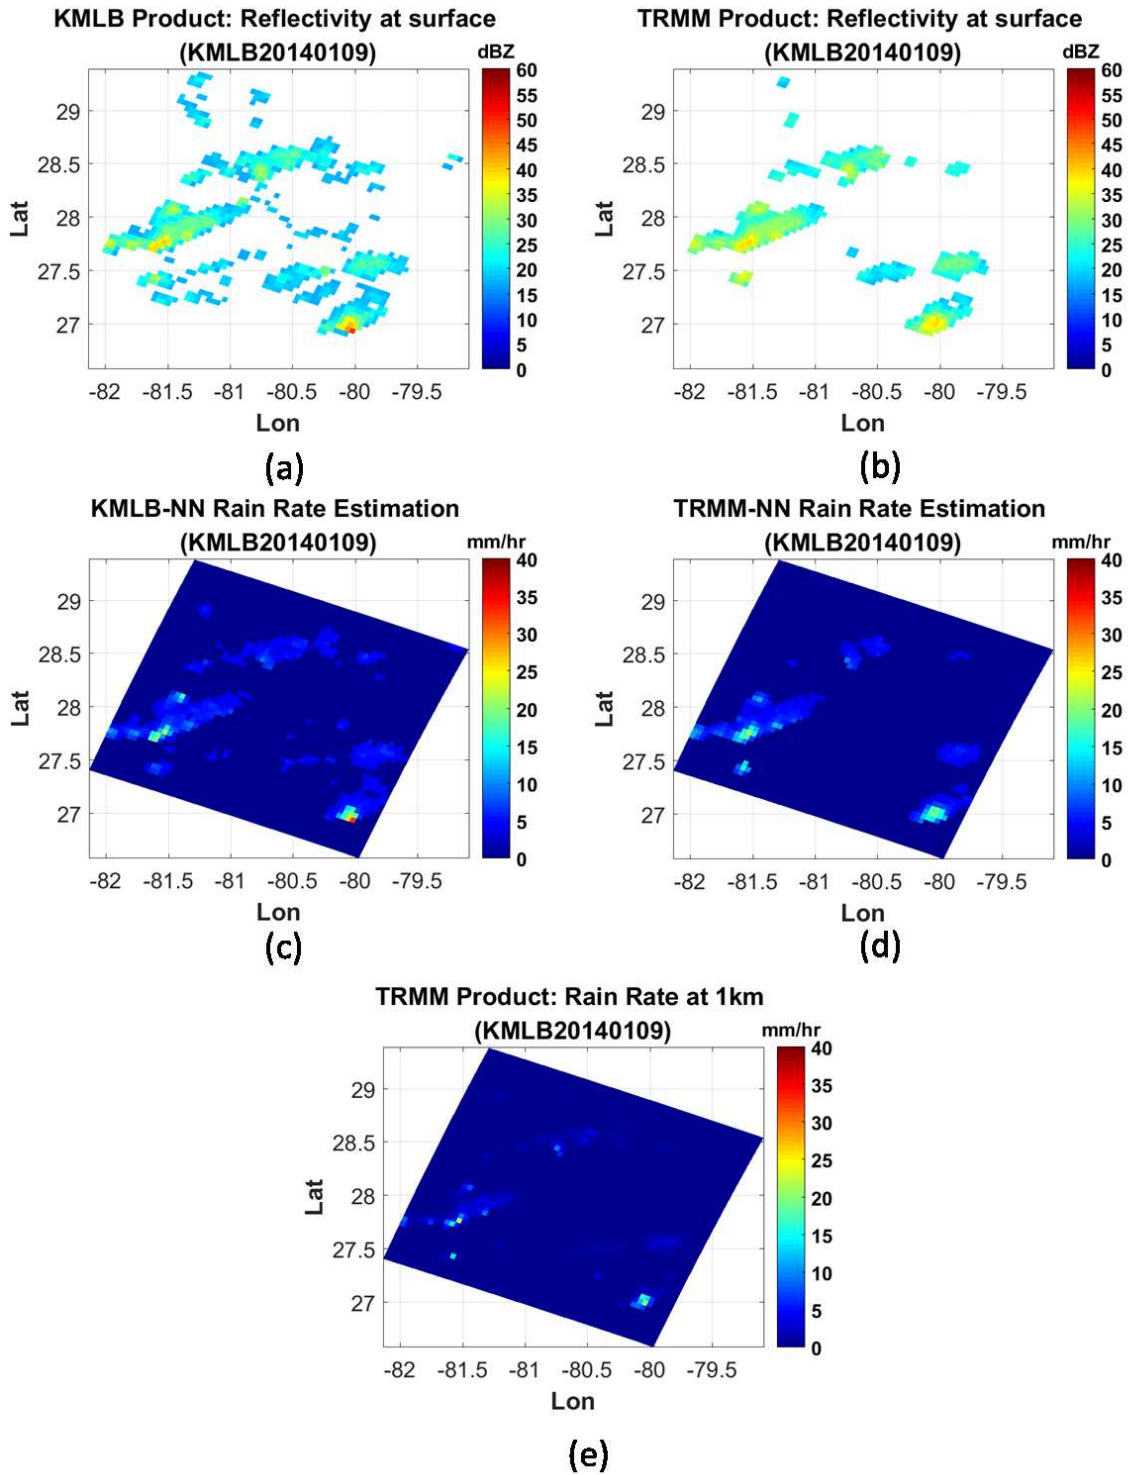 KMLB Product: Reflectivity at surface
(KMLB20140109)
dBZ
60
55
50
45
40
35
30
25
20
15
10
5
0
29
28.5
28
27.5
27
Lat
-82 -81.5 -81 -80.5 -80 -79.5
Lon
(a)
TRMM Product: Reflectivity at surface
(KMLB20140109)
dBZ
60
55
50
45
40
35
30
25
20
15
10
5
0
29
28.5
28
27.5
27
Lat
-82 -81.5 -81 -80.5 -80 -79.5
Lon
(b)
KMLB-NN Rain Rate Estimation
(KMLB20140109)
mm/hr
40
35
30
25
20
15
10
5
0
29
28.5
28
27.5
27
Lat
-82 -81.5 -81 -80.5 -80 -79.5
Lon
(c)
TRMM-NN Rain Rate Estimation
(KMLB20140109)
mm/hr
40
35
30
25
20
15
10
5
0
29
28.5
28
27.5
27
Lat
-82 -81.5 -81 -80.5 -80 -79.5
Lon
(d)
TRMM Product: Rain Rate at 1km
(KMLB20140109)
mm/hr
40
35
30
25
20
15
10
5
0
29
28.5
28
27.5
27
Lat
-82 -81.5 -81 -80.5 -80 -79.5
Lon
(e)